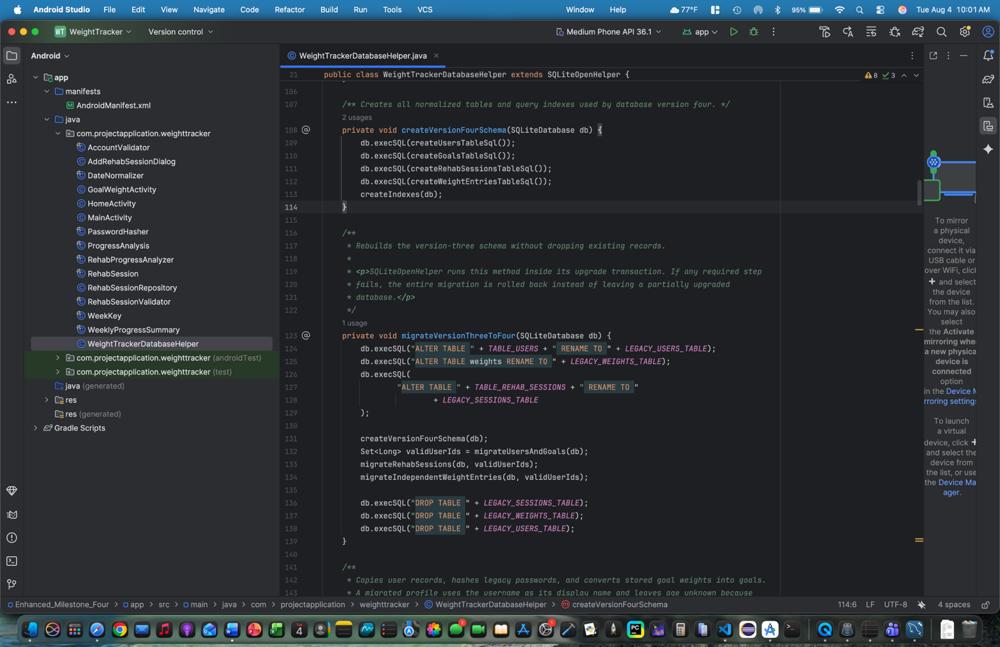 Android Studio File Edit View Navigate Code Refactor Build Run Tools VCS Window Help 77°F 95% Tue Aug 4 10:01 AM
WT WeightTracker Version control Medium Phone API 36.1 app
Android
app
manifests
AndroidManifest.xml
java
com.projectapplication.weighttracker
AccountValidator
AddRehabSessionDialog
DateNormalizer
GoalWeightActivity
HomeActivity
MainActivity
PasswordHasher
ProgressAnalysis
RehabProgressAnalyzer
RehabSession
RehabSessionRepository
RehabSessionValidator
WeekKey
WeeklyProgressSummary
WeightTrackerDatabaseHelper
com.projectapplication.weighttracker (androidTest)
com.projectapplication.weighttracker (test)
java (generated)
res
res (generated)
Gradle Scripts
WeightTrackerDatabaseHelper.java
21 public class WeightTrackerDatabaseHelper extends SQLiteOpenHelper {
8 3
106
107 /** Creates all normalized tables and query indexes used by database version four. */
2 usages
108 private void createVersionFourSchema(SQLiteDatabase db) {
109 db.execSQL(createUsersTableSql());
110 db.execSQL(createGoalsTableSql());
111 db.execSQL(createRehabSessionsTableSql());
112 db.execSQL(createWeightEntriesTableSql());
113 createIndexes(db);
114 }
115
116 /**
117 * Rebuilds the version-three schema without dropping existing records.
118 *
119 * <p>SQLiteOpenHelper runs this method inside its upgrade transaction. If any required step
120 * fails, the entire migration is rolled back instead of leaving a partially upgraded
121 * database.</p>
122 */
1 usage
123 private void migrateVersionThreeToFour(SQLiteDatabase db) {
124 db.execSQL("ALTER TABLE " + TABLE_USERS + " RENAME TO " + LEGACY_USERS_TABLE);
125 db.execSQL("ALTER TABLE weights RENAME TO " + LEGACY_WEIGHTS_TABLE);
126 db.execSQL(
127 "ALTER TABLE " + TABLE_REHAB_SESSIONS + " RENAME TO "
128 + LEGACY_SESSIONS_TABLE
129 );
130
131 createVersionFourSchema(db);
132 Set<Long> validUserIds = migrateUsersAndGoals(db);
133 migrateRehabSessions(db, validUserIds);
134 migrateIndependentWeightEntries(db, validUserIds);
135
136 db.execSQL("DROP TABLE " + LEGACY_SESSIONS_TABLE);
137 db.execSQL("DROP TABLE " + LEGACY_WEIGHTS_TABLE);
138 db.execSQL("DROP TABLE " + LEGACY_USERS_TABLE);
139 }
140
141 /**
142 * Copies user records, hashes legacy passwords, and converts stored goal weights into goals.
143 * A migrated profile uses the username as its display name and leaves age unknown because
To mirror
a physical
device,
connect it via
USB cable or
over WiFi, click
+ and select
the device
from the list.
You may also
select
the Activate
mirroring when
a new physical
device is
connected
option
in the Device M
rroring settings
To launch
a virtual
device, click +
and select the
device from
the list, or use
the Device Ma
ager.
Enhanced_Milestone_Four > app > src > main > java > com > projectapplication > weighttracker > WeightTrackerDatabaseHelper > createVersionFourSchema 114:6 LF UTF-8 4 spaces
Tue
4
2
1
PC